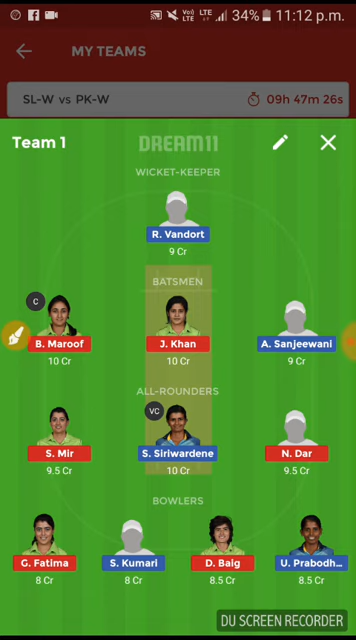 Vo)) LTE LTE 34% 11:12 p.m.
MY TEAMS
SL-W vs PK-W 09h 47m 26s
Team 1 DREAM11
WICKET-KEEPER
R. Vandort
9 Cr
BATSMEN
C
B. Maroof J. Khan A. Sanjeewani
10 Cr 10 Cr 9 Cr
ALL-ROUNDERS
VC
S. Mir S. Siriwardene N. Dar
9.5 Cr 10 Cr 9.5 Cr
BOWLERS
G. Fatima S. Kumari D. Baig U. Prabodh...
8 Cr 8 Cr 8.5 Cr 8.5 Cr
DU SCREEN RECORDER